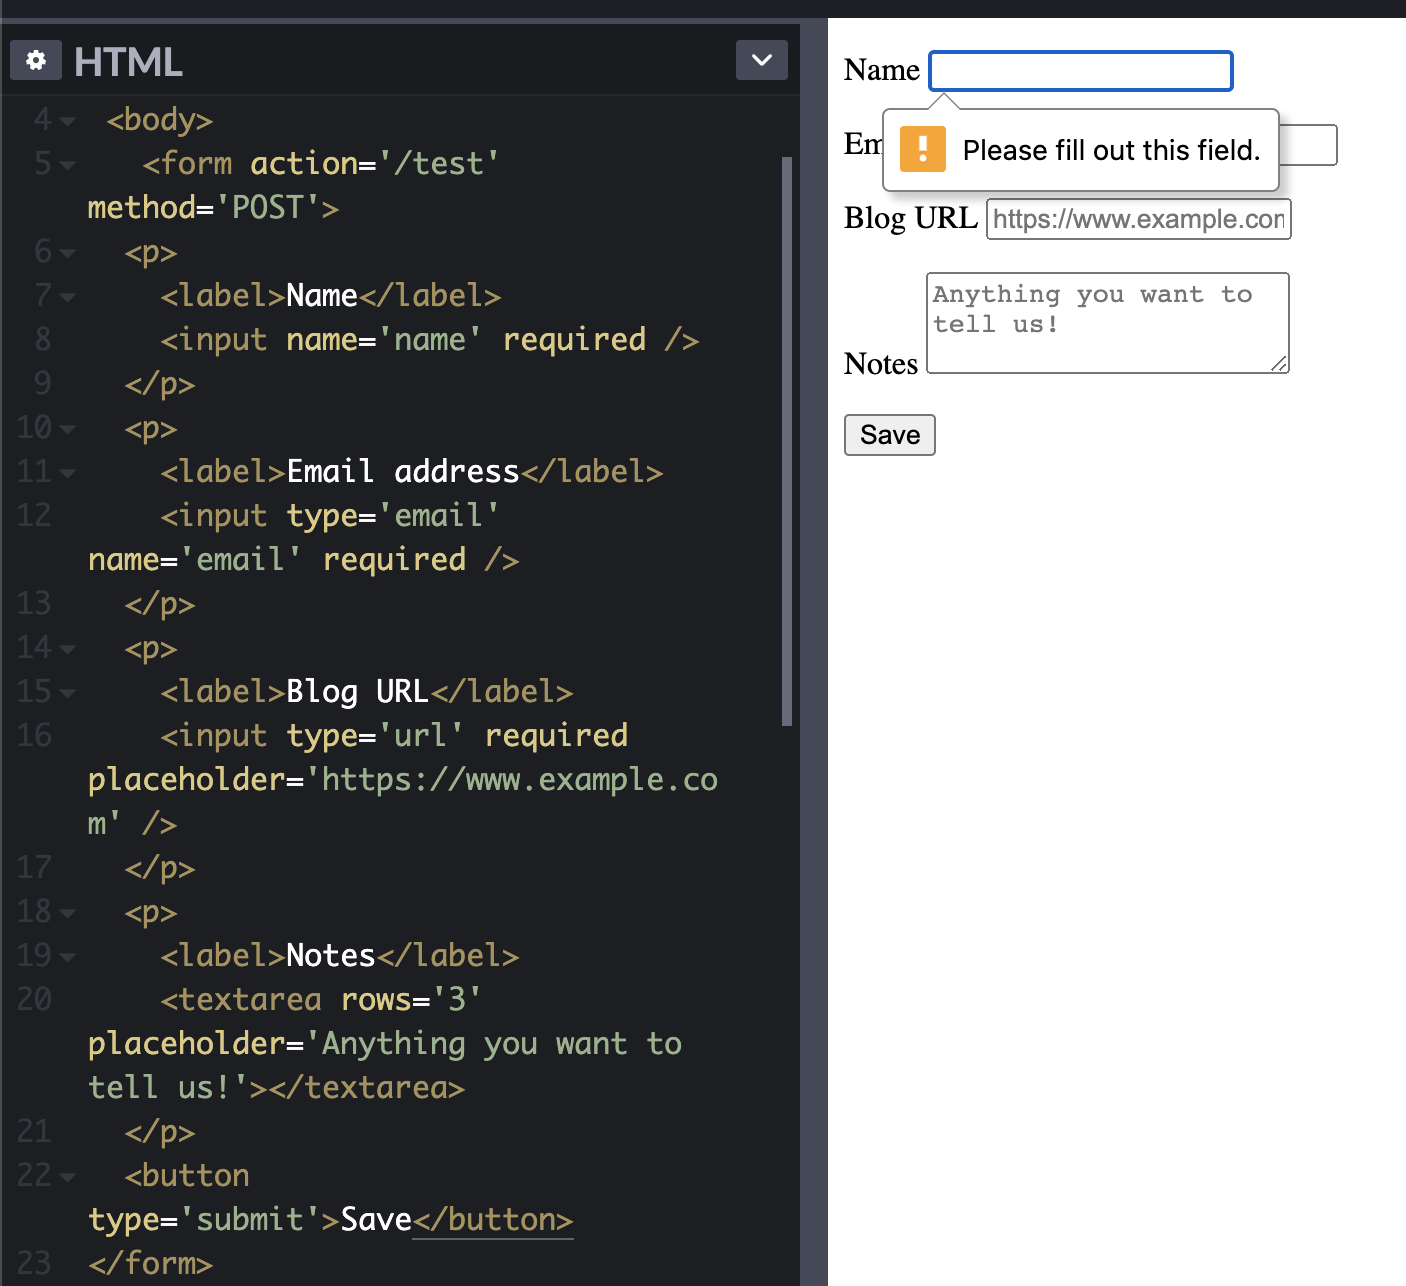 HTML
4 <body>
5 <form action='/test'
method='POST'>
6 <p>
7 <label>Name</label>
8 <input name='name' required />
9 </p>
10 <p>
11 <label>Email address</label>
12 <input type='email'
name='email' required />
13 </p>
14 <p>
15 <label>Blog URL</label>
16 <input type='url' required
placeholder='https://www.example.co
m' />
17 </p>
18 <p>
19 <label>Notes</label>
20 <textarea rows='3'
placeholder='Anything you want to
tell us!'></textarea>
21 </p>
22 <button
type='submit'>Save</button>
23 </form>
Name
Em
Please fill out this field.
Blog URL https://www.example.com
Anything you want to
tell us!
Notes
Save